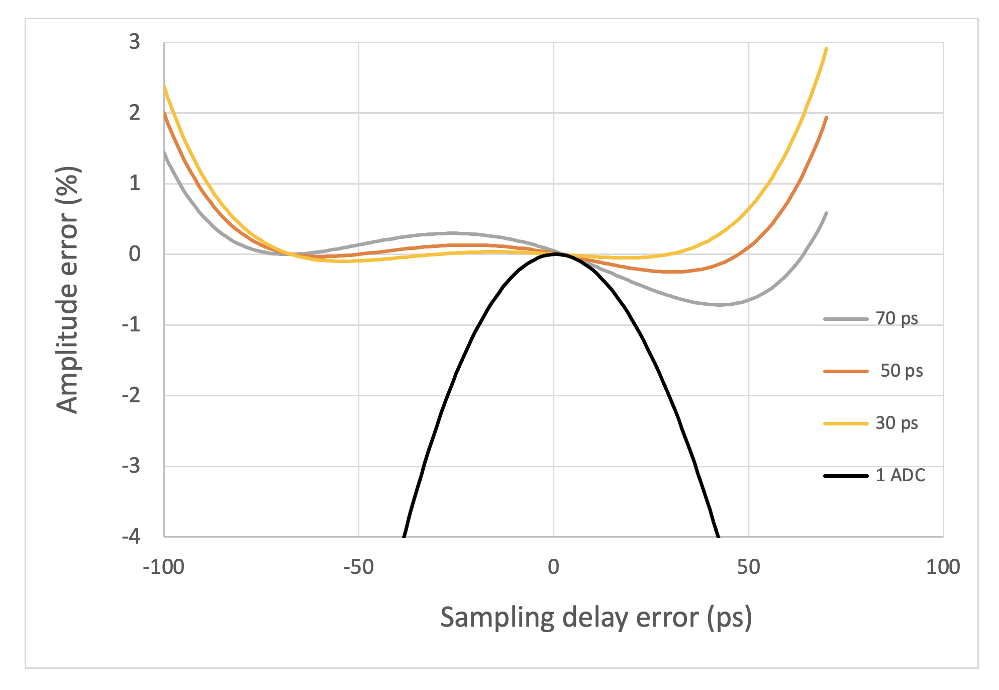 Amplitude error (%)
3
2
1
0
-1
-2
-3
-4
-100
-50
0
50
100
Sampling delay error (ps)
70 ps
50 ps
30 ps
1 ADC